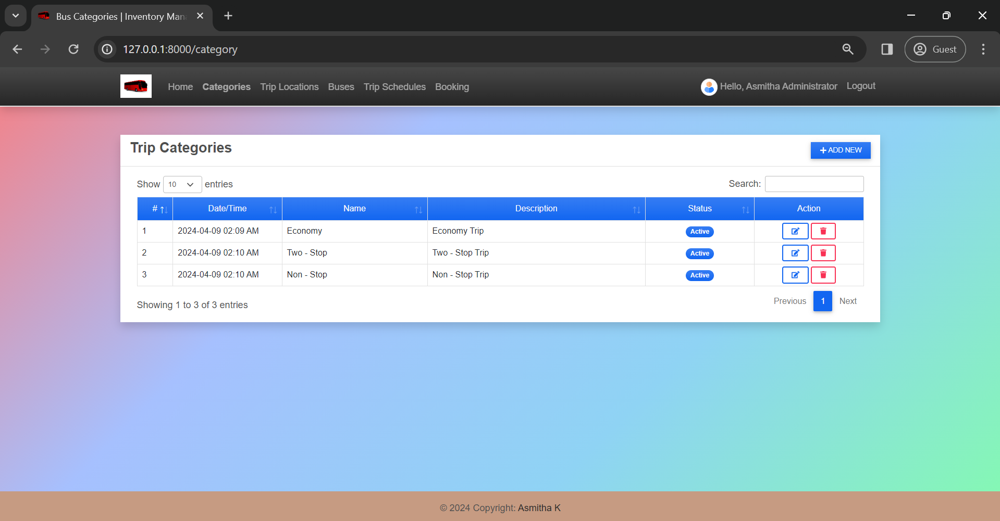 Bus Categories | Inventory Man
127.0.0.1:8000/category
Guest
Home Categories Trip Locations Buses Trip Schedules Booking Hello, Asmitha Administrator Logout
Trip Categories
ADD NEW
Show 10 entries Search:
# Date/Time Name Description Status Action
1 2024-04-09 02:09 AM Economy Economy Trip Active
2 2024-04-09 02:10 AM Two - Stop Two - Stop Trip Active
3 2024-04-09 02:10 AM Non - Stop Non - Stop Trip Active
Showing 1 to 3 of 3 entries Previous 1 Next
© 2024 Copyright: Asmitha K